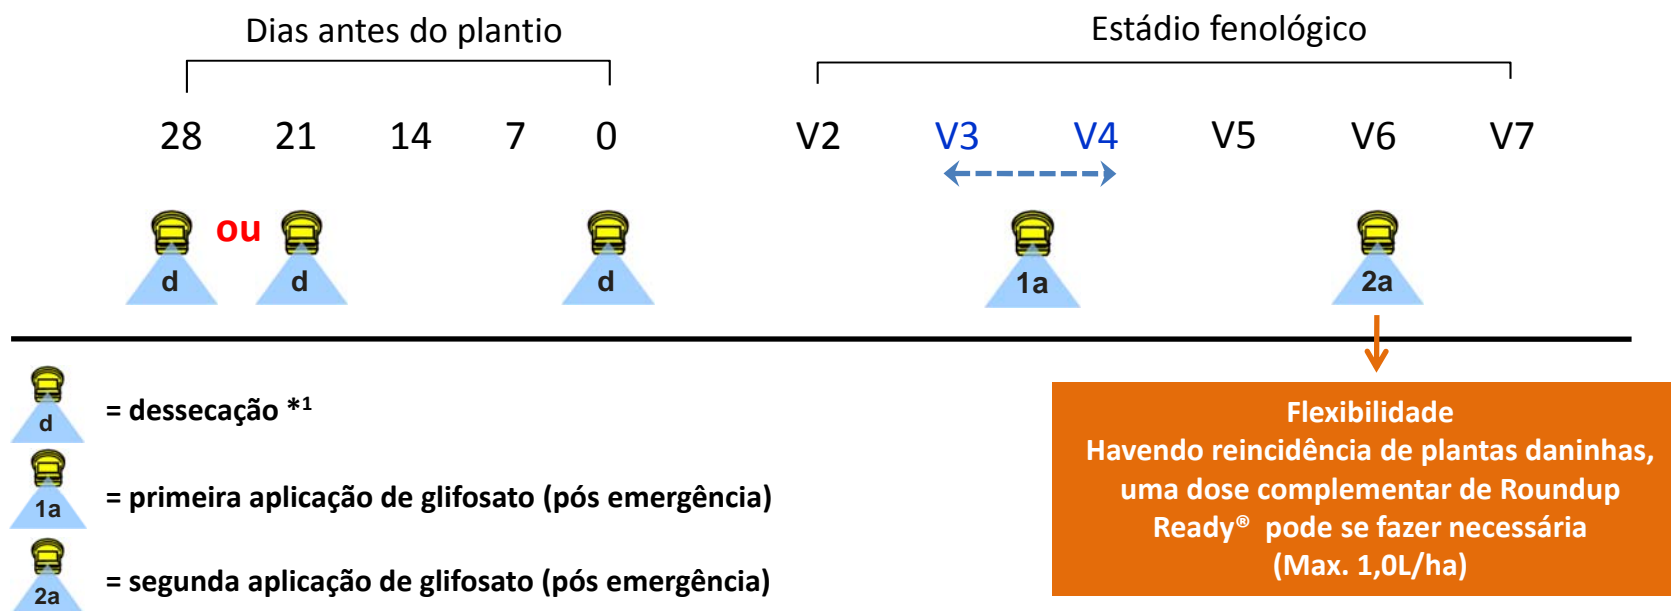 Dias antes do plantio
Estádio fenológico
28 21 14 7 0 V2 V3 V4 V5 V6 V7
ou
d d d 1a 2a
d = dessecação *1
1a = primeira aplicação de glifosato (pós emergência)
2a = segunda aplicação de glifosato (pós emergência)
Flexibilidade
Havendo reincidência de plantas daninhas,
uma dose complementar de Roundup
Ready® pode se fazer necessária
(Max. 1,0L/ha)